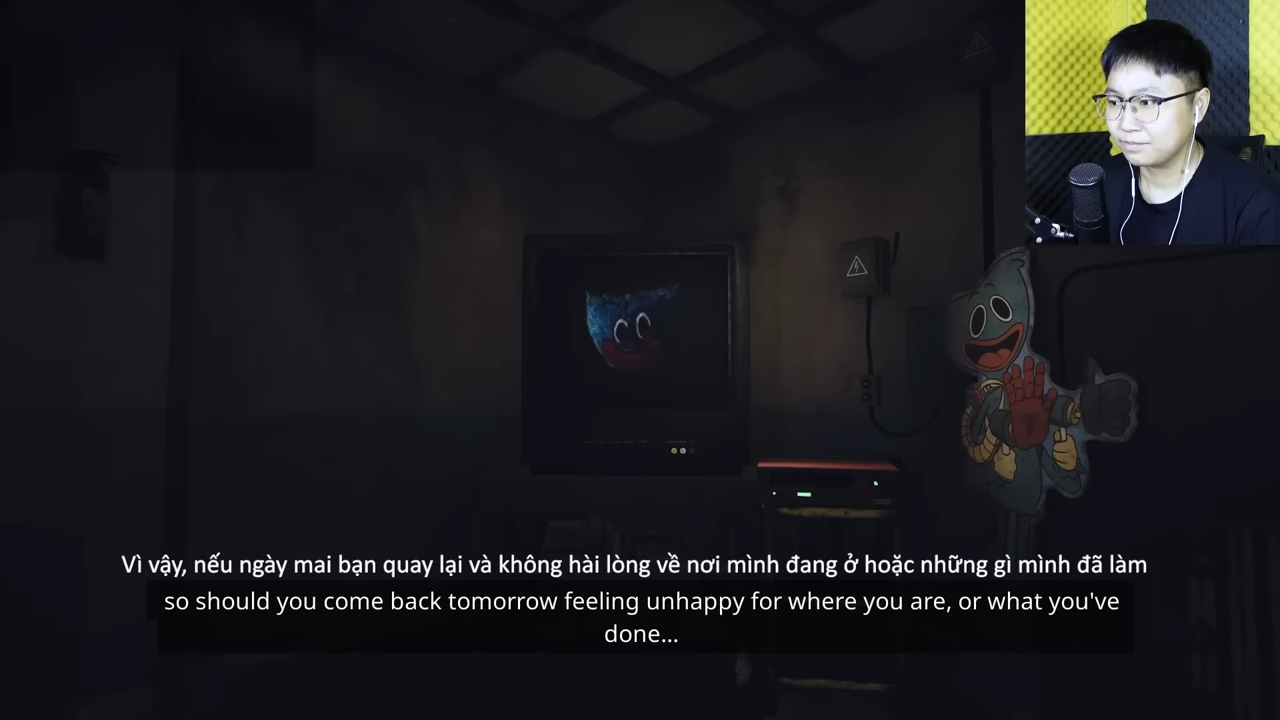 Vì vậy, nếu ngày mai bạn quay lại và không hài lòng về nơi mình đang ở hoặc những gì mình đã làm
so should you come back tomorrow feeling unhappy for where you are, or what you've
done...